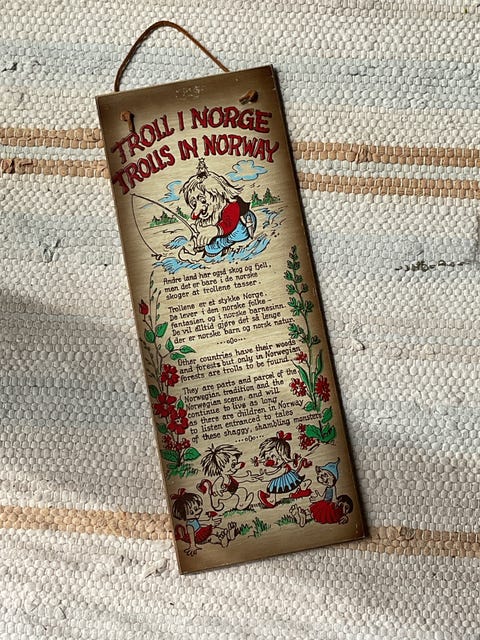 TROLL I NORGE
TROLLS IN NORWAY
Andre land har også skog og fjell,
men det er bare i de norske
skoger at trollene tasser.
Trollene er et stykke Norge.
De lever i den norske folke-
fantasien og i norske barnesinn.
De vil alltid gjøre det så lenge
der er norske barn og norsk natur.
Other countries have their woods
and forests but only in Norwegian
forests are trolls to be found.
They are parts and parcel of the
Norwegian tradition and the
Norwegian scene, and will
continue to live as long
as there are children in Norway
to listen entranced to tales
of these shaggy, shambling monsters